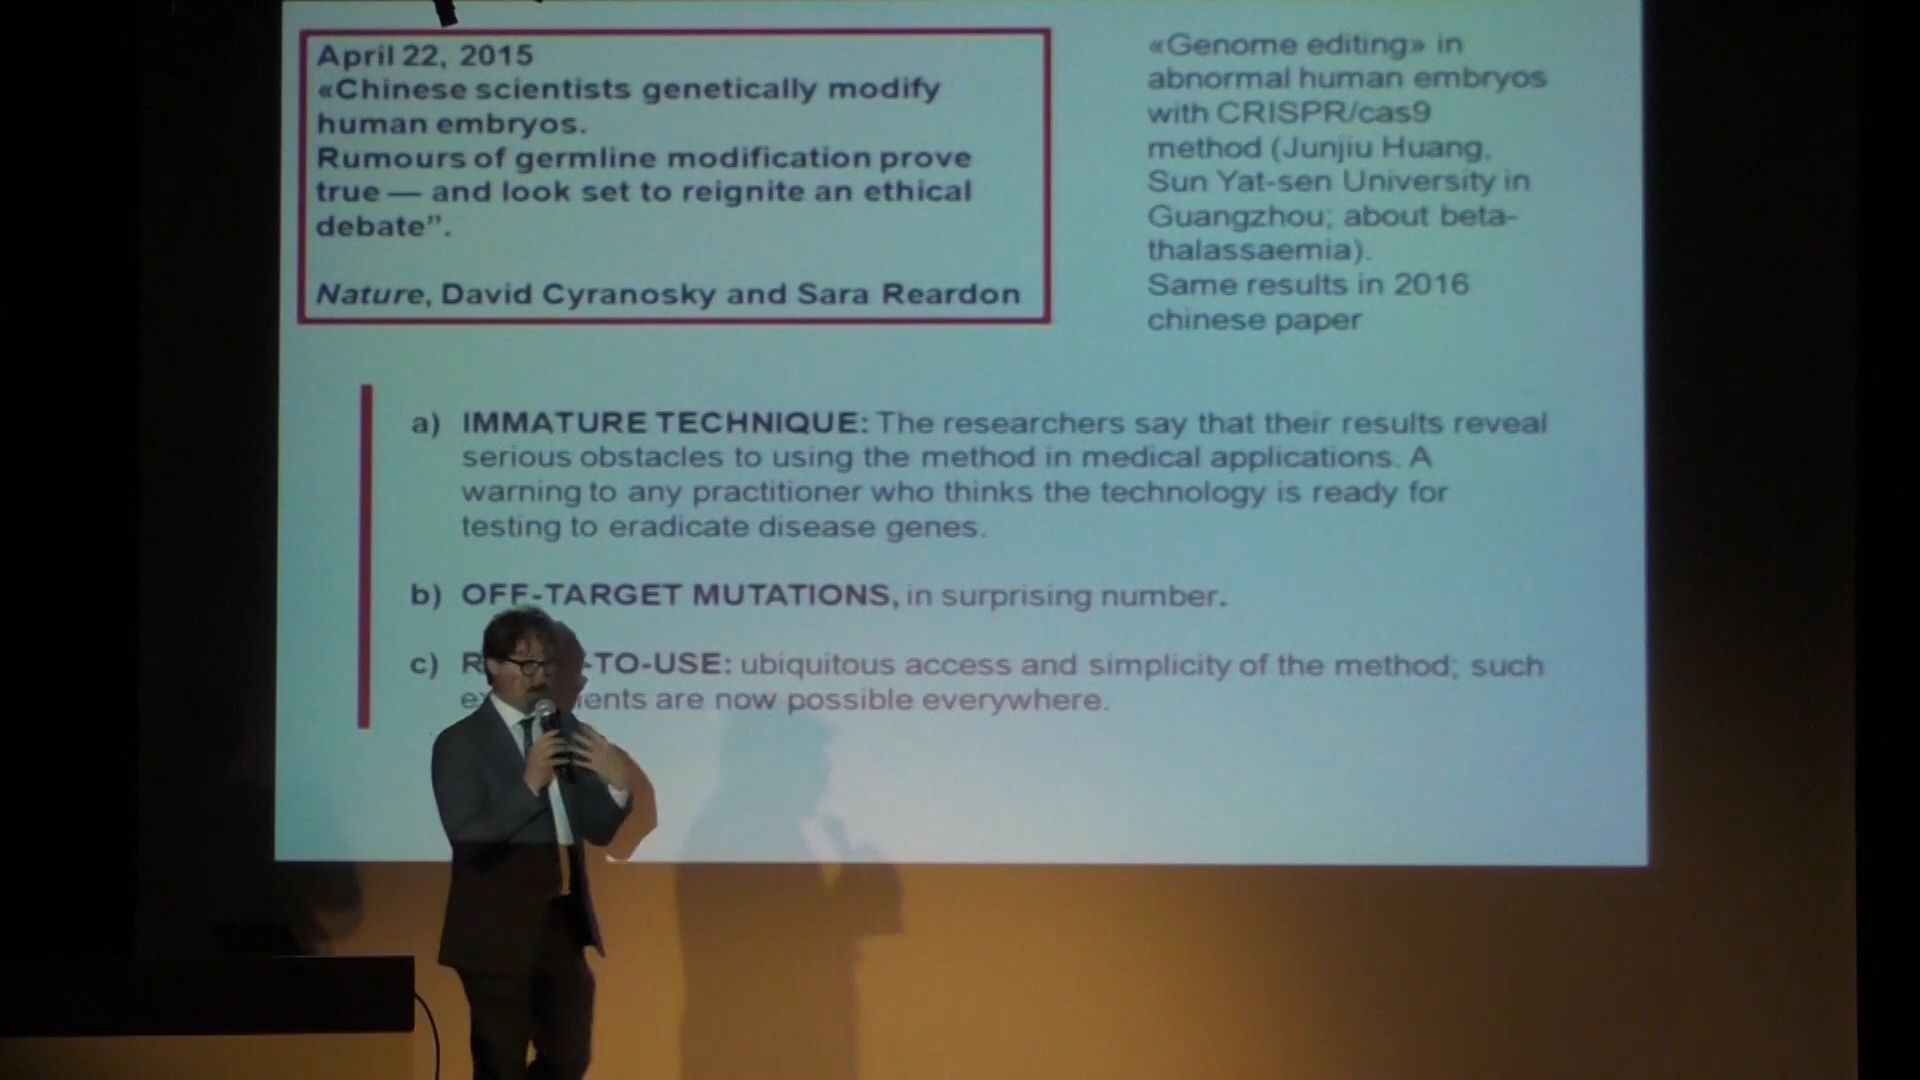 April 22, 2015
«Chinese scientists genetically modify
human embryos.
Rumours of germline modification prove
true — and look set to reignite an ethical
debate”.
Nature, David Cyranosky and Sara Reardon
«Genome editing» in
abnormal human embryos
with CRISPR/cas9
method (Junjiu Huang,
Sun Yat-sen University in
Guangzhou; about beta-
thalassaemia).
Same results in 2016
chinese paper
a) IMMATURE TECHNIQUE: The researchers say that their results reveal
serious obstacles to using the method in medical applications. A
warning to any practitioner who thinks the technology is ready for
testing to eradicate disease genes.
b) OFF-TARGET MUTATIONS, in surprising number.
c) -TO-USE: ubiquitous access and simplicity of the method; such
are now possible everywhere.